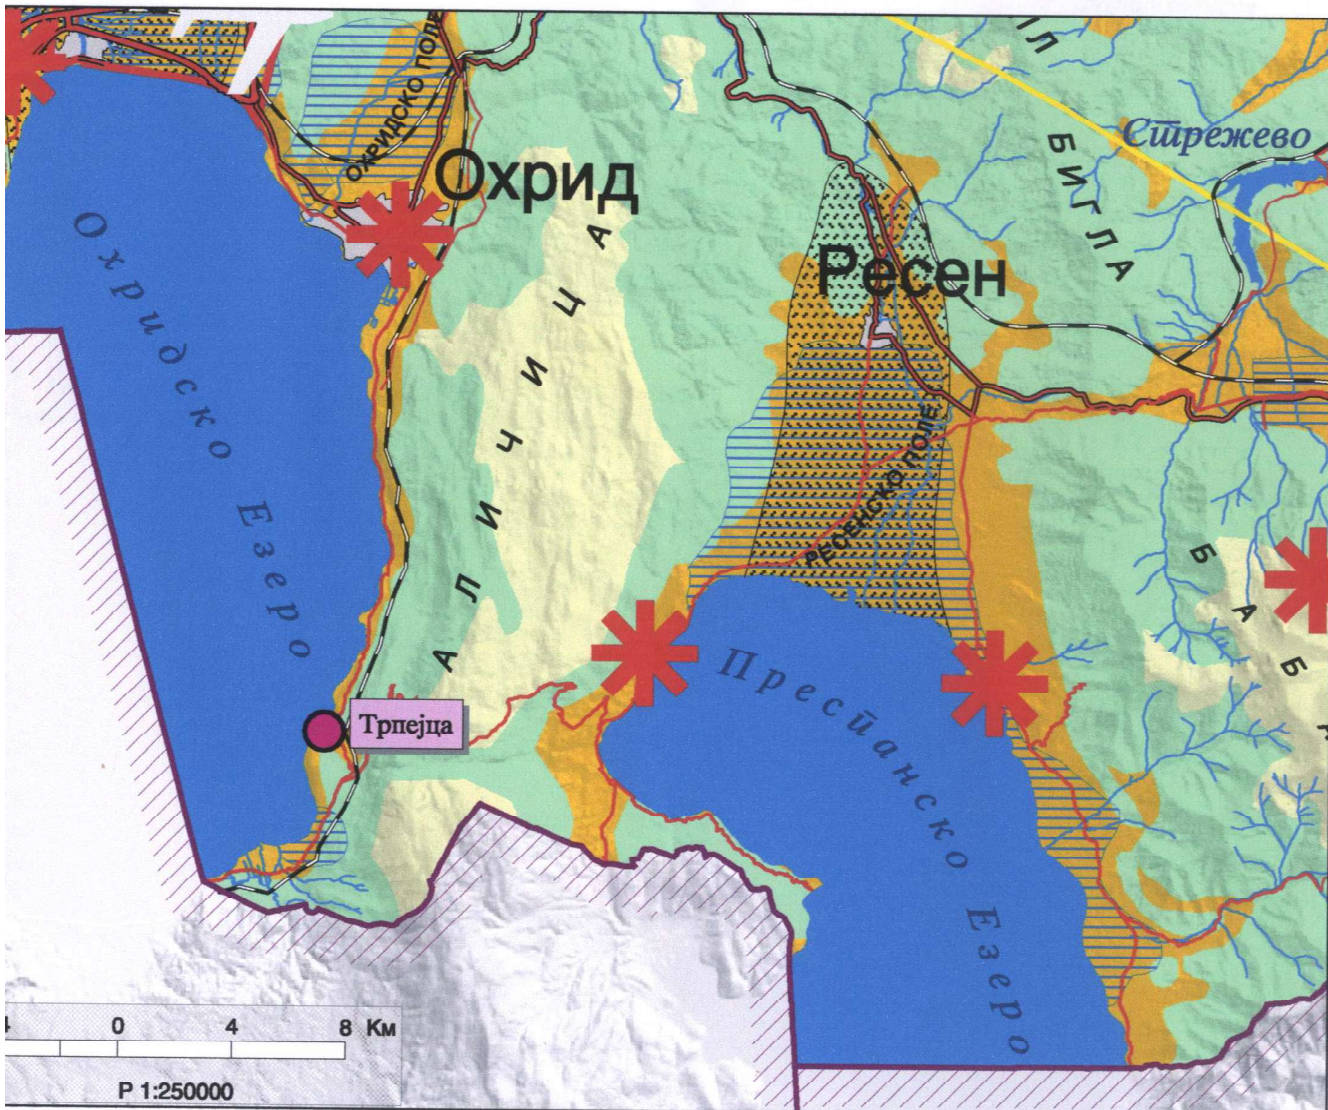 ОХРИДСКО ПОЛЕ
Охрид
Стрежево
БИГЛА
Ресен
Охридско Езеро
ГАЛИЧИЦА
РЕСЕНСКО ПОЛЕ
БАБА
Преспанско Езеро
Трпејца
0 4 8 Км
Р 1:250000